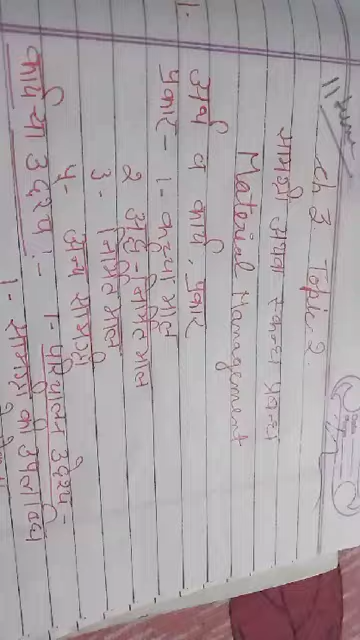 Ch 3 Topic 2.
सामग्री अथवा स्कन्ध प्रबन्ध
Material Management
अर्थ व कार्य, प्रकार
प्रकार - 1. कच्चा माल
2 अर्द्ध-निर्मित माल
3. निर्मित माल
4. अन्य सामग्री
कार्य या उद्देश्य :- 1- परिचालन उद्देश्य -
1- सामग्री की उपलब्धि